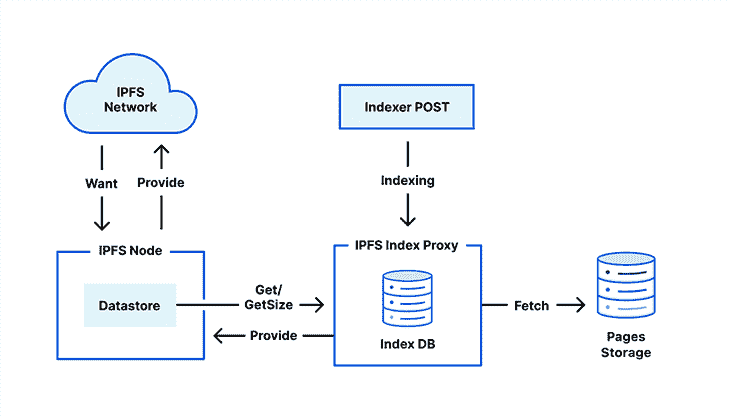 IPFS
Network
Indexer POST
Want
Provide
Indexing
IPFS Node
IPFS Index Proxy
Datastore
Get/
GetSize
Fetch
Provide
Index DB
Pages
Storage